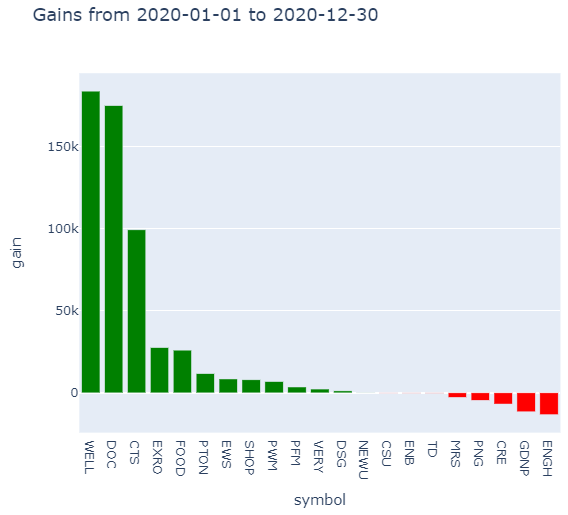 Gains from 2020-01-01 to 2020-12-30
gain
150k
100k
50k
0
WELL
DOC
CTS
EXRO
FOOD
PTON
EWS
SHOP
PWM
PFM
VERY
DSG
NEWU
CSU
ENB
TD
MRS
PNG
CRE
GDNP
ENGH
symbol